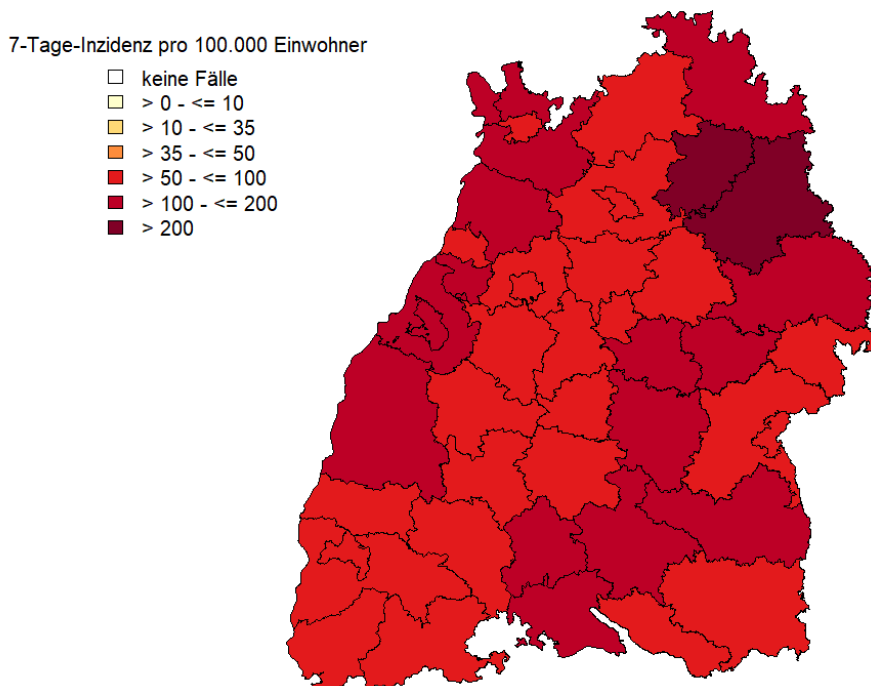 7-Tage-Inzidenz pro 100.000 Einwohner
keine Fälle
> 0 - <= 10
> 10 - <= 35
> 35 - <= 50
> 50 - <= 100
> 100 - <= 200
> 200